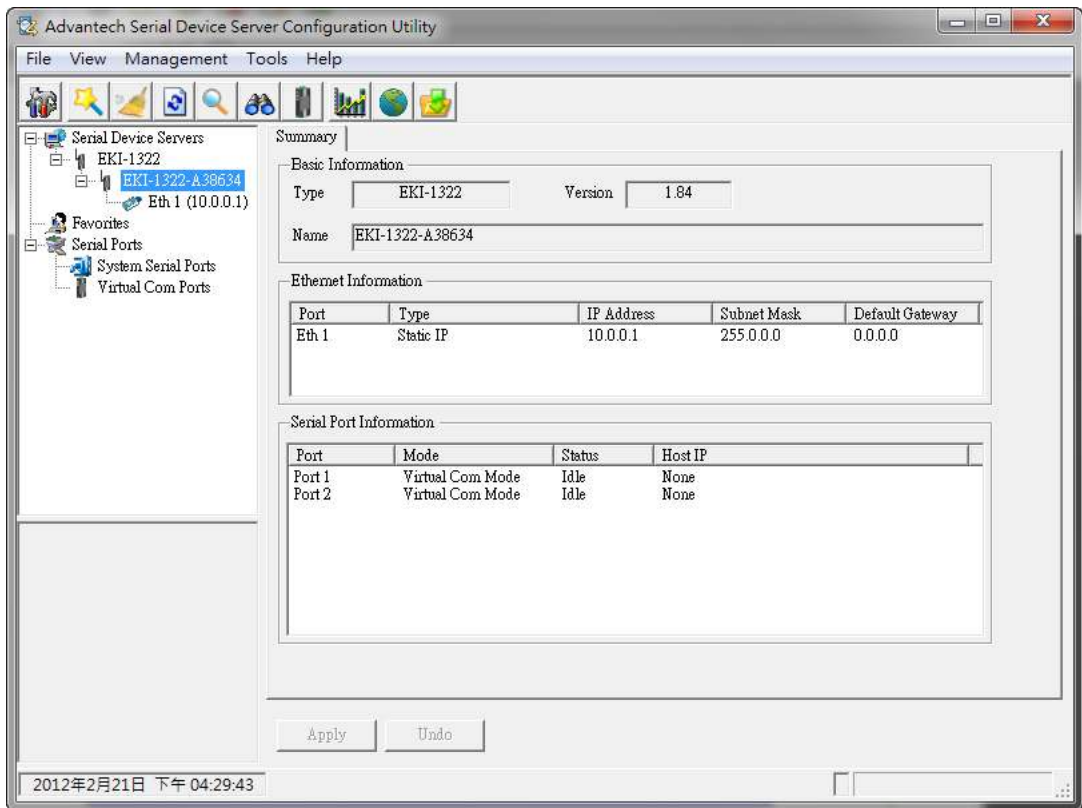 Advantech Serial Device Server Configuration Utility
File View Management Tools Help
Serial Device Servers
EKI-1322
EKI-1322-A38634
Eth 1 (10.0.0.1)
Favorites
Serial Ports
System Serial Ports
Virtual Com Ports
Summary
Basic Information
Type EKI-1322 Version 1.84
Name EKI-1322-A38634
Ethernet Information
Port Type IP Address Subnet Mask Default Gateway
Eth 1 Static IP 10.0.0.1 255.0.0.0 0.0.0.0
Serial Port Information
Port Mode Status Host IP
Port 1 Virtual Com Mode Idle None
Port 2 Virtual Com Mode Idle None
Apply Undo
2012年2月21日 下午 04:29:43